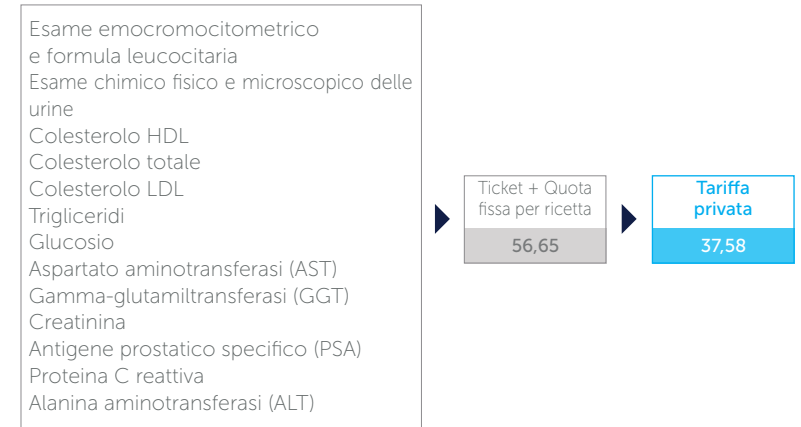 Esame emocromocitometrico
e formula leucocitaria
Esame chimico fisico e microscopico delle
urine
Colesterolo HDL
Colesterolo totale
Colesterolo LDL
Trigliceridi
Glucosio
Aspartato aminotransferasi (AST)
Gamma-glutamiltransferasi (GGT)
Creatinina
Antigene prostatico specifico (PSA)
Proteina C reattiva
Alanina aminotransferasi (ALT)
Ticket + Quota
fissa per ricetta
56,65
Tariffa
privata
37,58